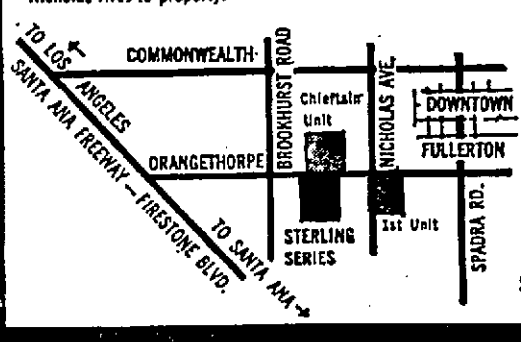 Nicholas Ave. to property.
TO LOS ANGELES
COMMONWEALTH
BROOKHURST ROAD
NICHOLAS AVE.
Chieftain
Unit
DOWNTOWN
FULLERTON
SANTA ANA FREEWAY — FIRESTONE BLVD.
ORANGETHORPE
TO SANTA ANA
STERLING
SERIES
1st Unit
SPADRA RD.